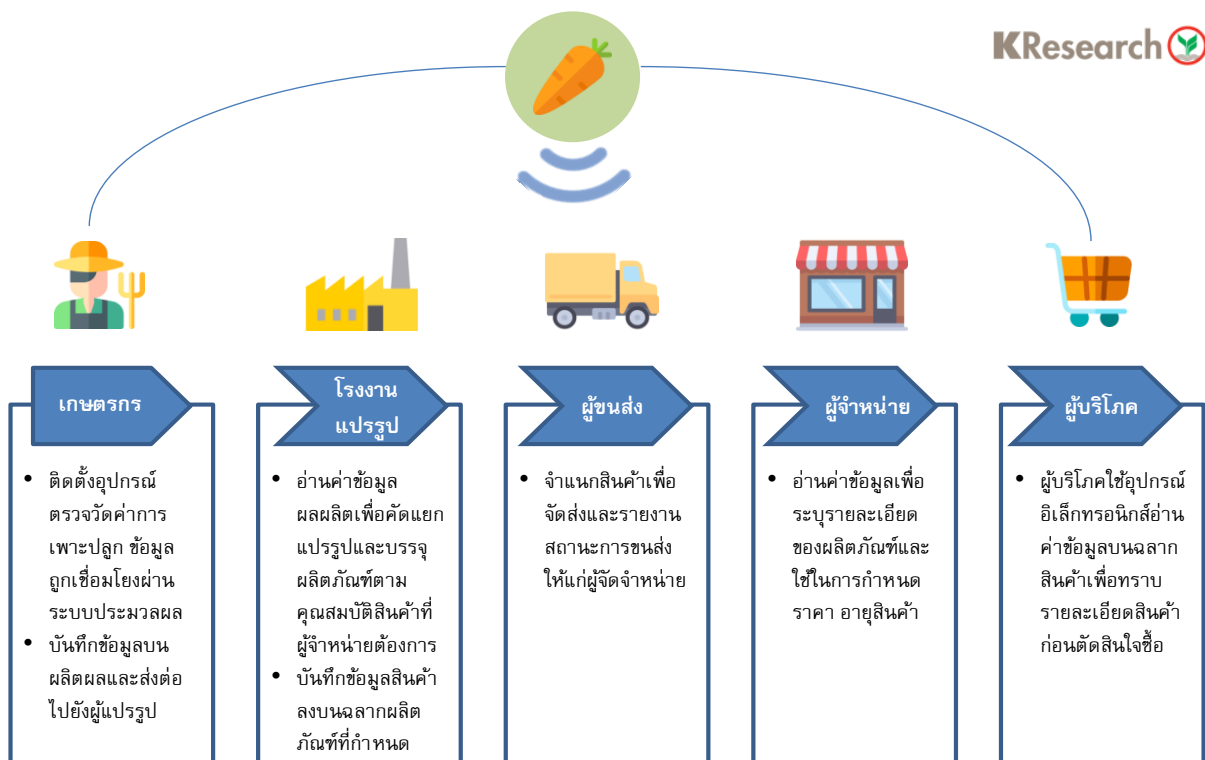 KResearch
เกษตรกร
• ติดตั้งอุปกรณ์
ตรวจวัดค่าการ
เพาะปลูก ข้อมูล
ถูกเชื่อมโยงผ่าน
ระบบประมวลผล
• บันทึกข้อมูลบน
ผลิตผลและส่งต่อ
ไปยังผู้แปรรูป
โรงงาน
แปรรูป
• อ่านค่าข้อมูล
ผลผลิตเพื่อคัดแยก
แปรรูปและบรรจุ
ผลิตภัณฑ์ตาม
คุณสมบัติสินค้าที่
ผู้จำหน่ายต้องการ
• บันทึกข้อมูลสินค้า
ลงบนฉลากผลิต
ภัณฑ์ที่กำหนด
ผู้ขนส่ง
• จำแนกสินค้าเพื่อ
จัดส่งและรายงาน
สถานะการขนส่ง
ให้แก่ผู้จัดจำหน่าย
ผู้จำหน่าย
• อ่านค่าข้อมูลเพื่อ
ระบุรายละเอียด
ของผลิตภัณฑ์และ
ใช้ในการกำหนด
ราคา อายุสินค้า
ผู้บริโภค
• ผู้บริโภคใช้อุปกรณ์
อิเล็กทรอนิกส์อ่าน
ค่าข้อมูลบนฉลาก
สินค้าเพื่อทราบ
รายละเอียดสินค้า
ก่อนตัดสินใจซื้อ